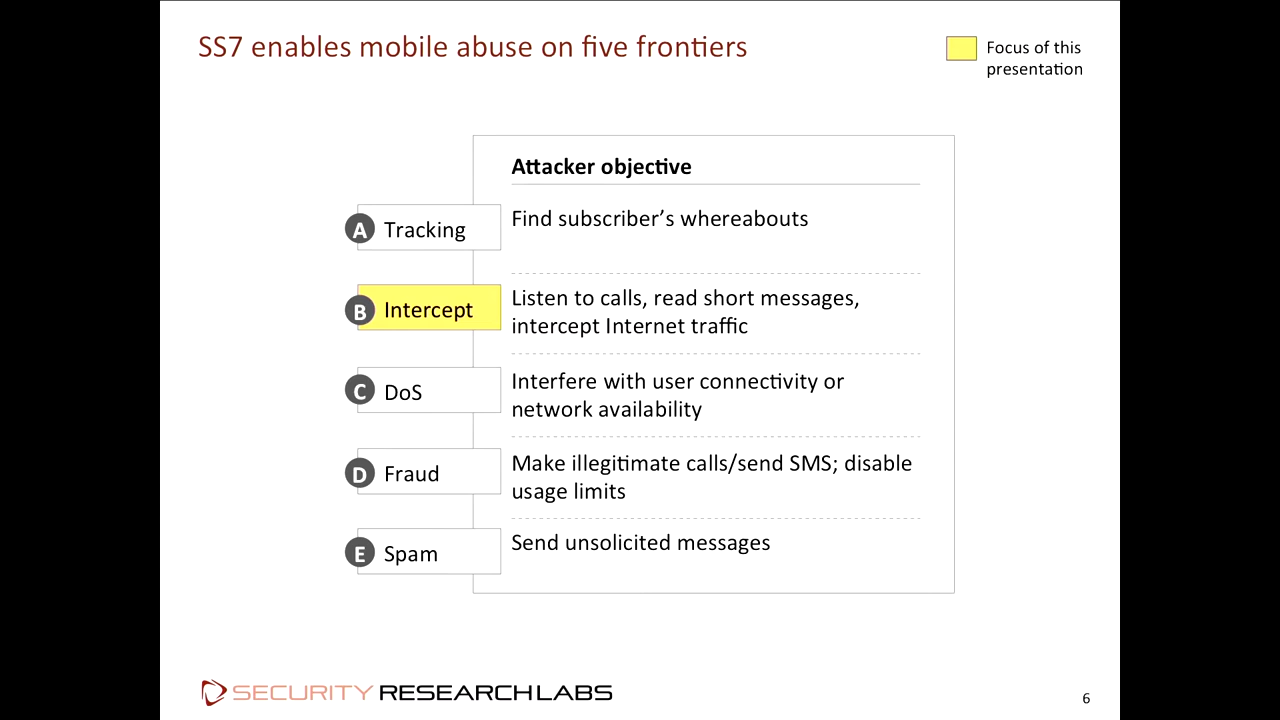 SS7 enables mobile abuse on five frontiers
Focus of this
presentation
Attacker objective
A Tracking
Find subscriber’s whereabouts
B Intercept
Listen to calls, read short messages,
intercept Internet traffic
C DoS
Interfere with user connectivity or
network availability
D Fraud
Make illegitimate calls/send SMS; disable
usage limits
E Spam
Send unsolicited messages
SECURITY RESEARCH LABS
6